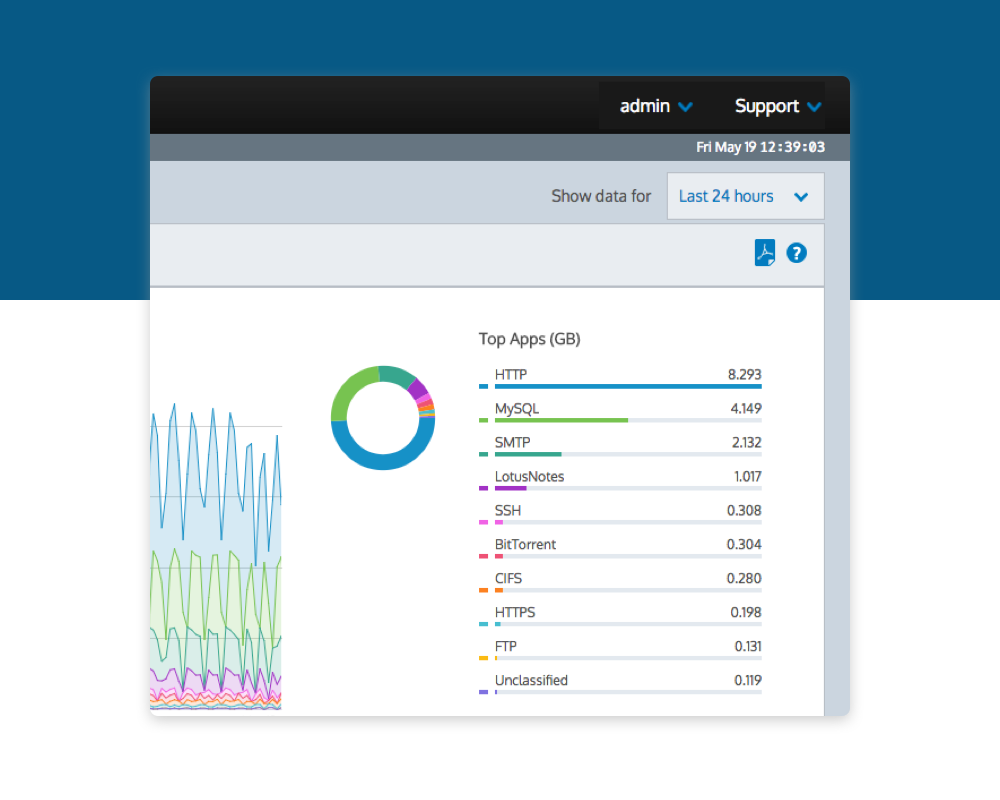 admin Support
Fri May 19 12:39:03
Show data for Last 24 hours
?
Top Apps (GB)
HTTP 8.293
MySQL 4.149
SMTP 2.132
LotusNotes 1.017
SSH 0.308
BitTorrent 0.304
CIFS 0.280
HTTPS 0.198
FTP 0.131
Unclassified 0.119